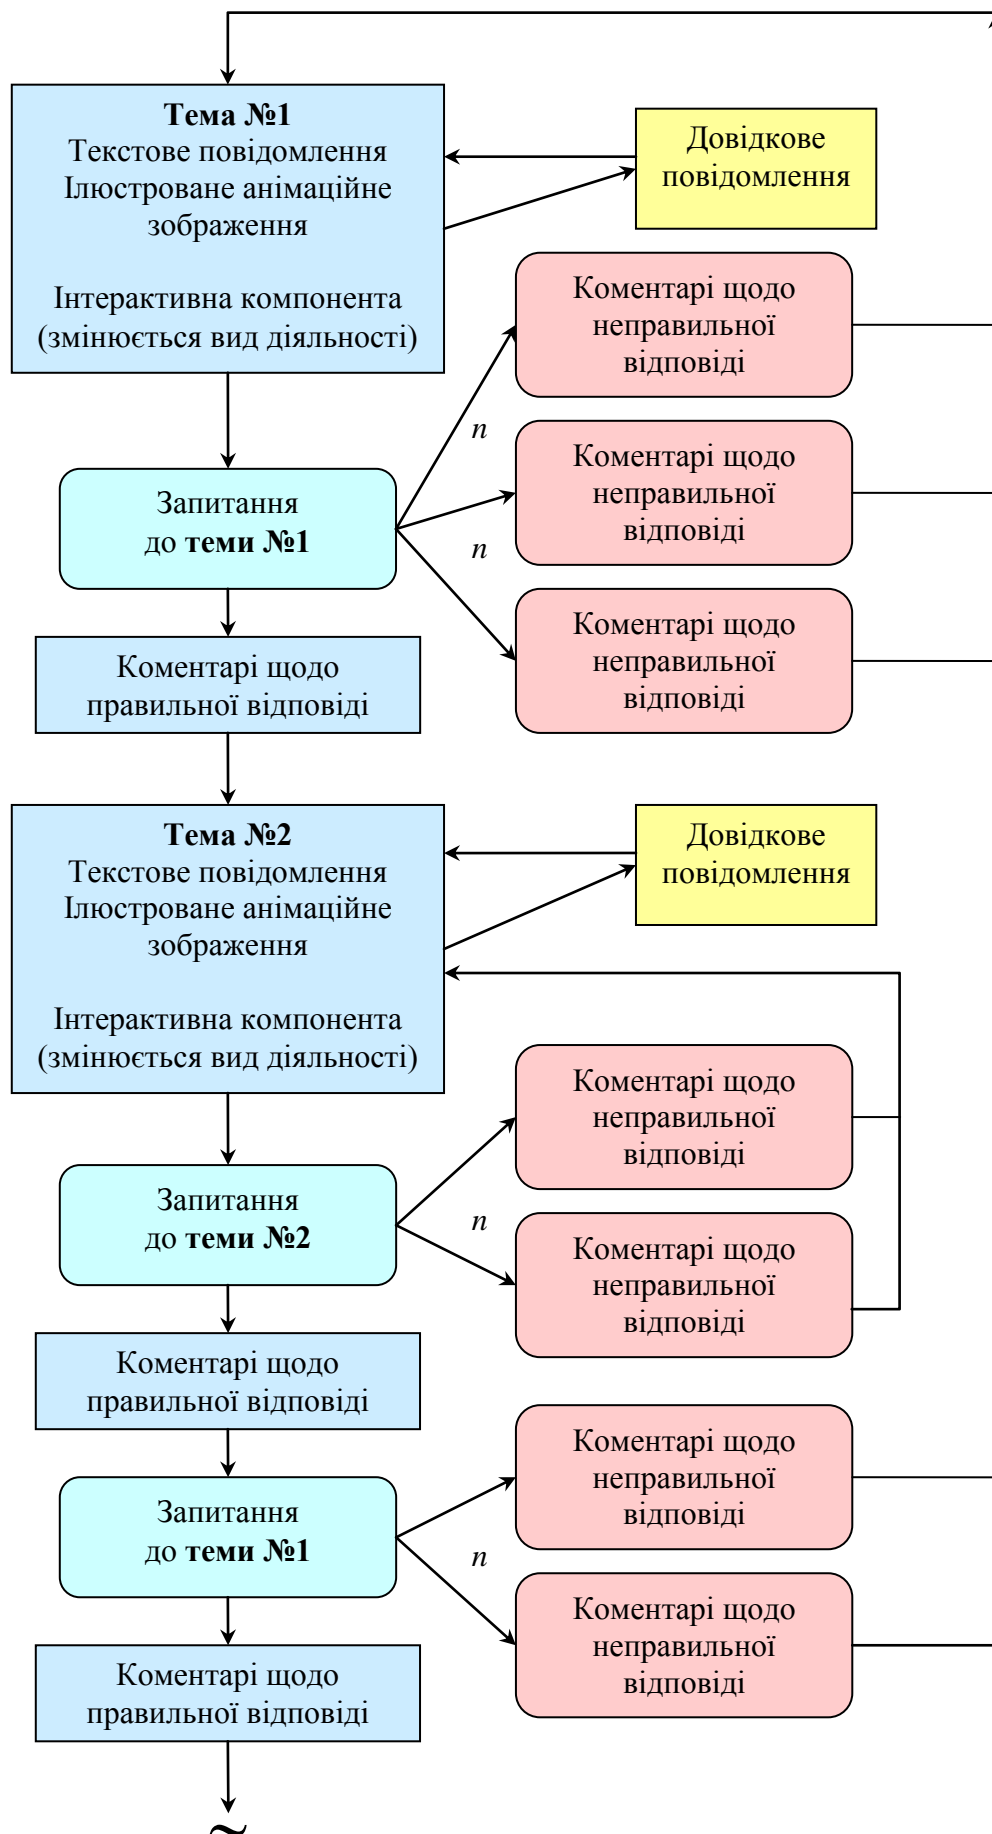 Тема №1
Текстове повідомлення
Ілюстроване анімаційне
зображення
Інтерактивна компонента
(змінюється вид діяльності)
Довідкове
повідомлення
Коментарі щодо
неправильної
відповіді
n
Коментарі щодо
неправильної
відповіді
Запитання
до теми №1
n
Коментарі щодо
неправильної
відповіді
Коментарі щодо
правильної відповіді
Тема №2
Текстове повідомлення
Ілюстроване анімаційне
зображення
Інтерактивна компонента
(змінюється вид діяльності)
Довідкове
повідомлення
Коментарі щодо
неправильної
відповіді
Запитання
до теми №2
n
Коментарі щодо
неправильної
відповіді
Коментарі щодо
правильної відповіді
Коментарі щодо
неправильної
відповіді
Запитання
до теми №1
n
Коментарі щодо
неправильної
відповіді
Коментарі щодо
правильної відповіді
≈